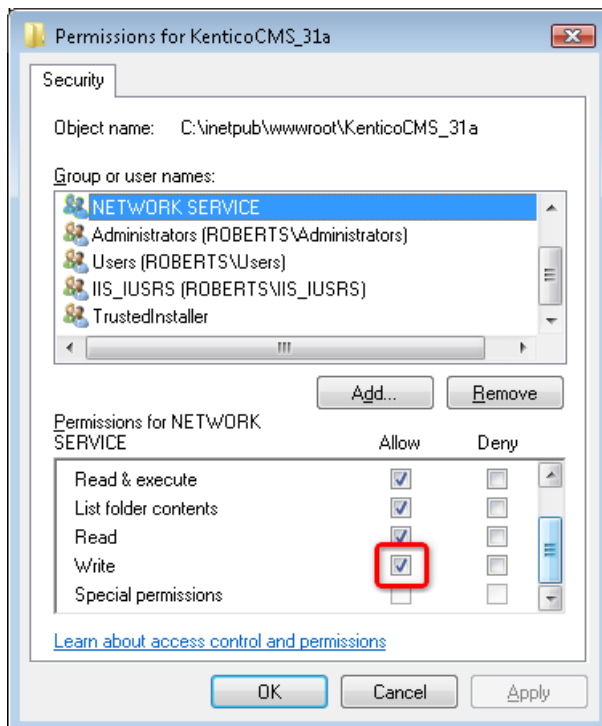 Permissions for KenticoCMS_31a
Security
Object name: C:\inetpub\wwwroot\KenticoCMS_31a
Group or user names:
NETWORK SERVICE
Administrators (ROBERTS\Administrators)
Users (ROBERTS\Users)
IIS_IUSRS (ROBERTS\IIS_IUSRS)
TrustedInstaller
Add... Remove
Permissions for NETWORK
SERVICE Allow Deny
Read & execute
List folder contents
Read
Write
Special permissions
Learn about access control and permissions
OK Cancel Apply